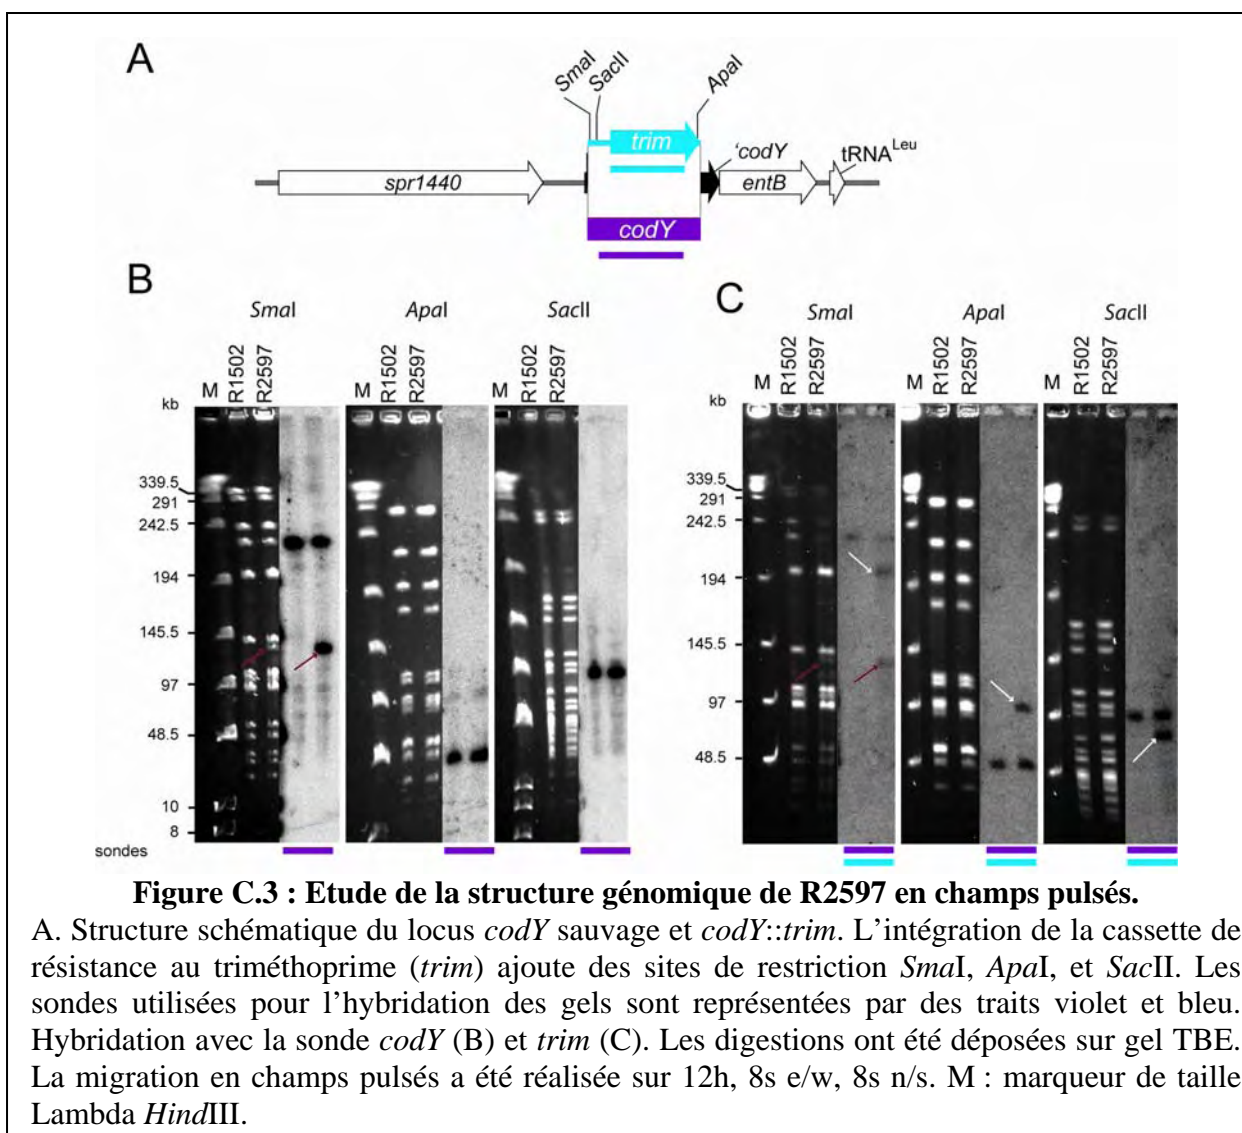 A
SmaI
SacII
ApaI
trim
'codY
tRNALeu
spr1440
entB
codY
B
SmaI
ApaI
SacII
M
R1502
R2597
M
R1502
R2597
M
R1502
R2597
kb
339.5
291
242.5
194
145.5
97
48.5
10
8
sondes
C
SmaI
ApaI
SacII
M
R1502
R2597
M
R1502
R2597
M
R1502
R2597
kb
339.5
291
242.5
194
145.5
97
48.5
Figure C.3 : Etude de la structure génomique de R2597 en champs pulsés.
A. Structure schématique du locus codY sauvage et codY::trim. L'intégration de la cassette de
résistance au triméthoprime (trim) ajoute des sites de restriction SmaI, ApaI, et SacII. Les
sondes utilisées pour l'hybridation des gels sont représentées par des traits violet et bleu.
Hybridation avec la sonde codY (B) et trim (C). Les digestions ont été déposées sur gel TBE.
La migration en champs pulsés a été réalisée sur 12h, 8s e/w, 8s n/s. M : marqueur de taille
Lambda HindIII.